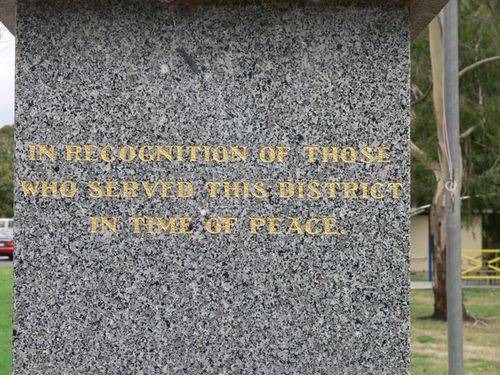 IN RECOGNITION OF THOSE
WHO SERVED THIS DISTRICT
IN TIME OF PEACE.